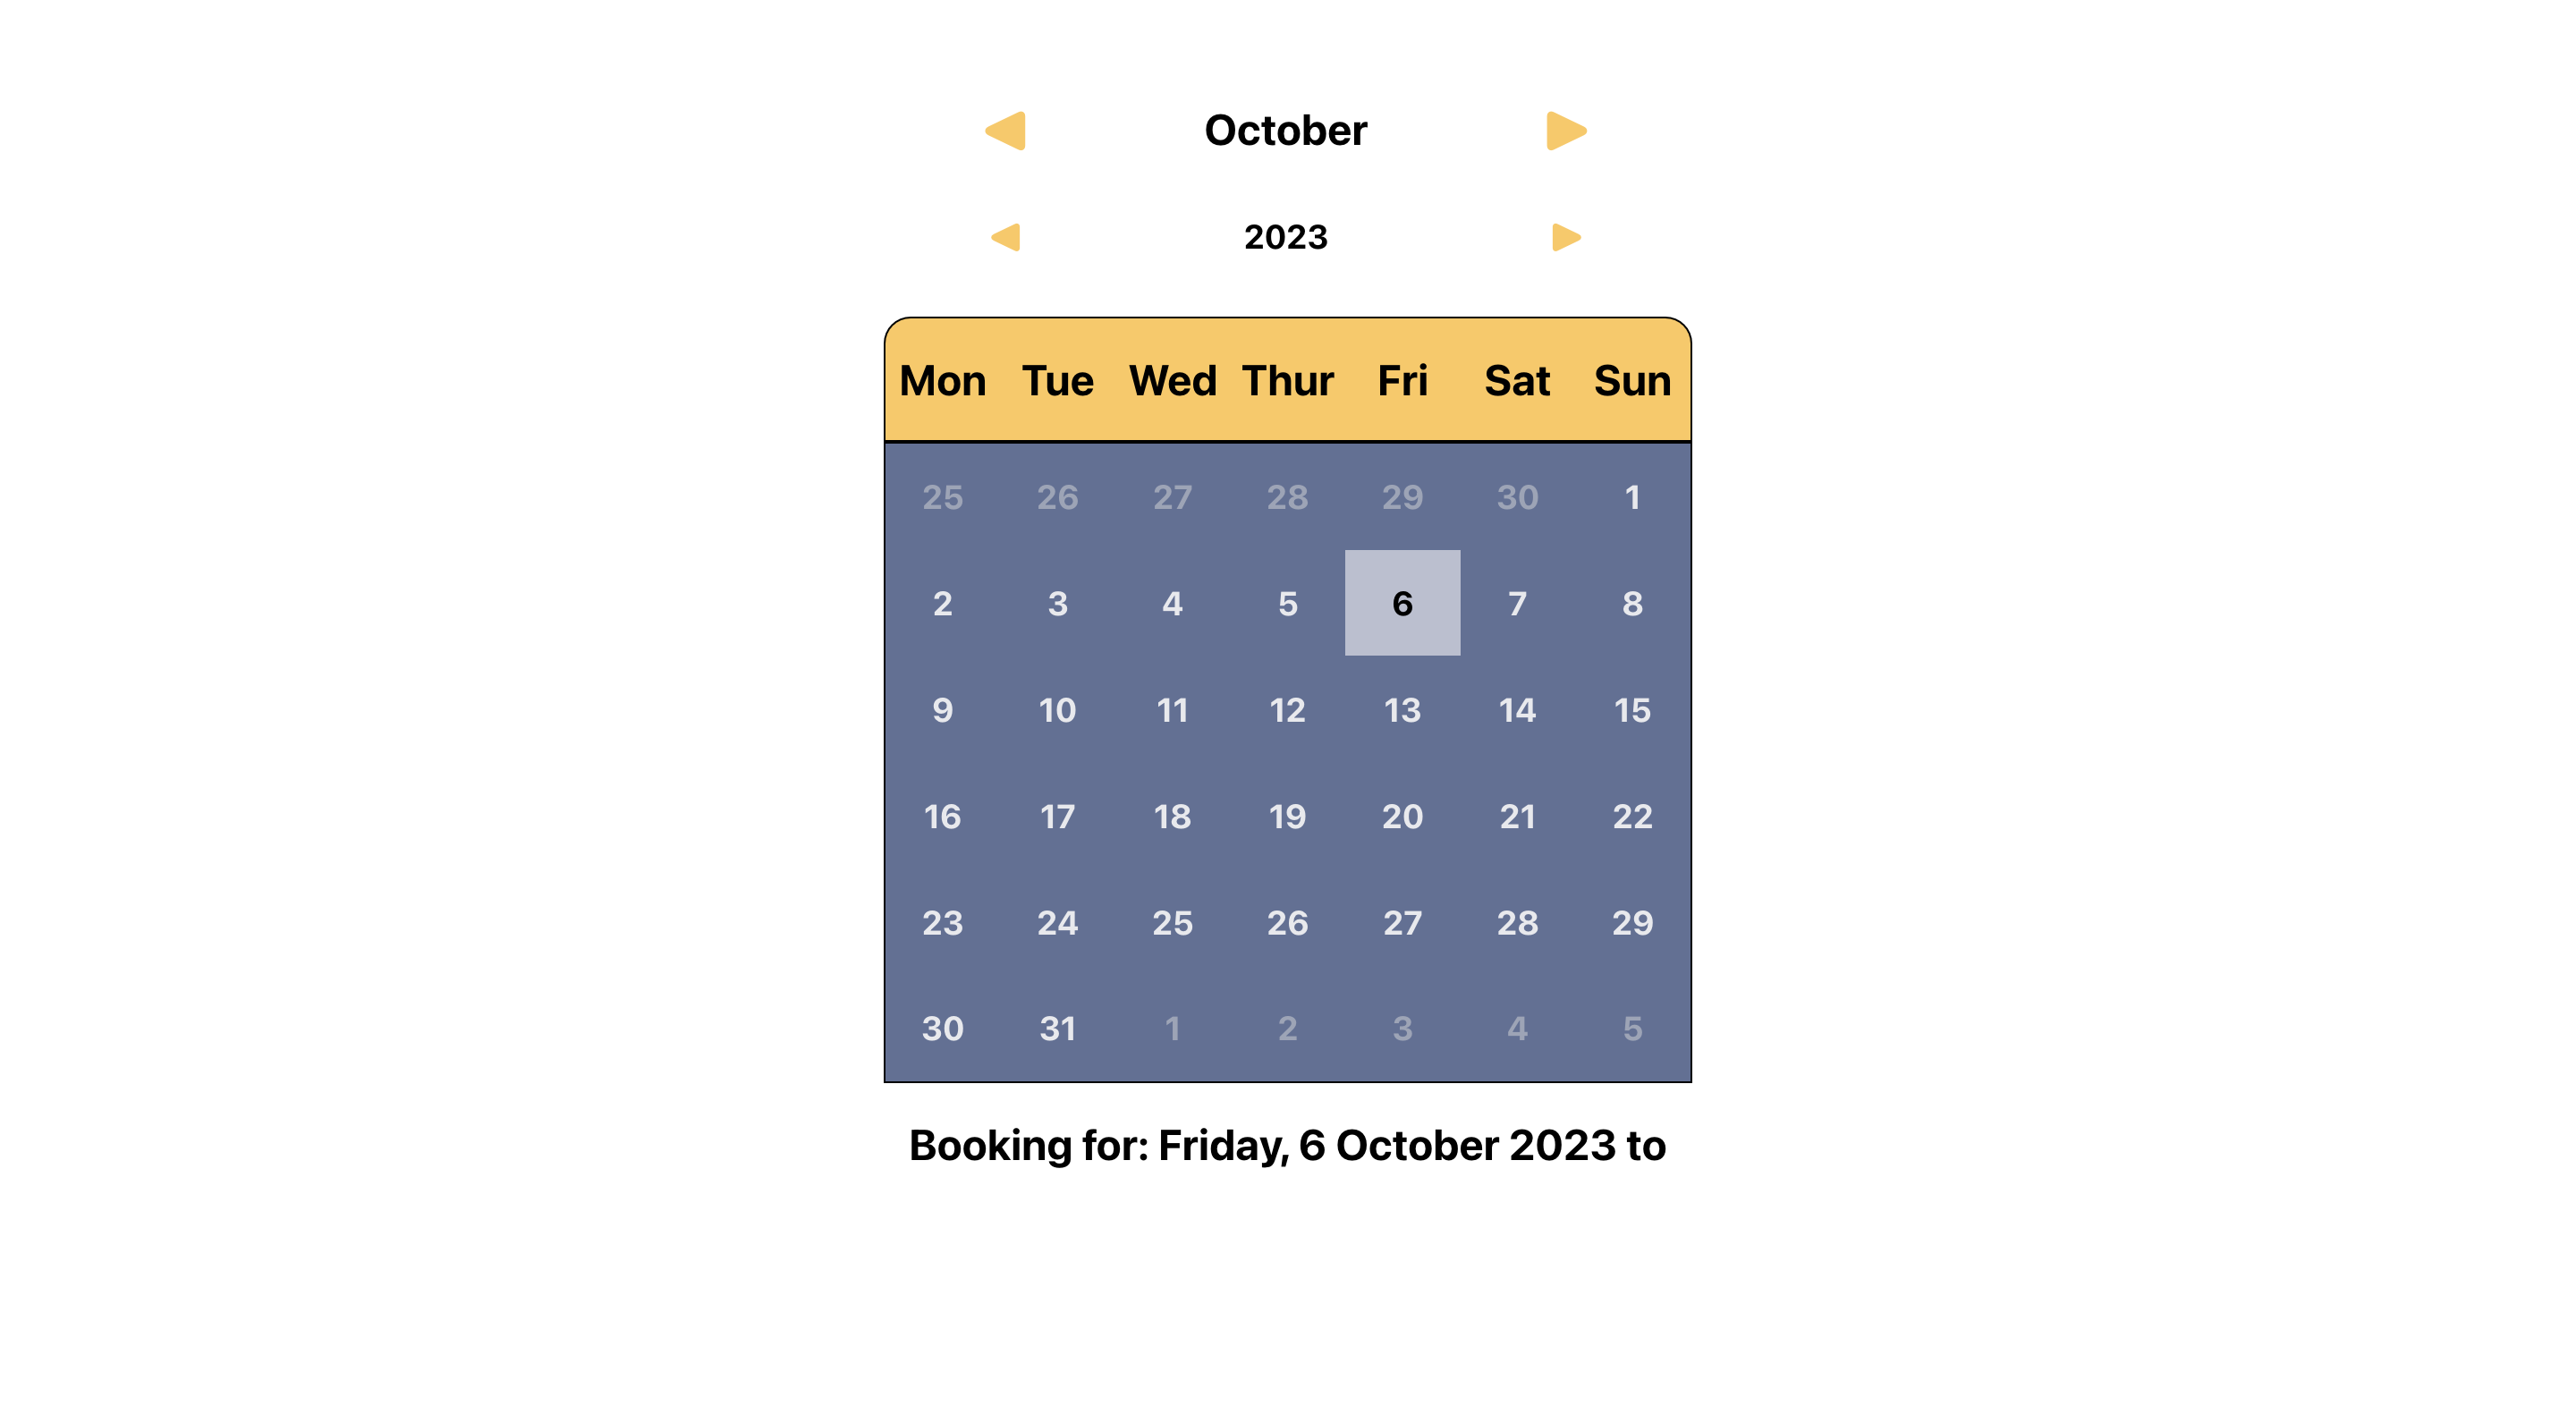 October
2023
Mon Tue Wed Thur Fri Sat Sun
25 26 27 28 29 30 1
2 3 4 5 6 7 8
9 10 11 12 13 14 15
16 17 18 19 20 21 22
23 24 25 26 27 28 29
30 31 1 2 3 4 5
Booking for: Friday, 6 October 2023 to